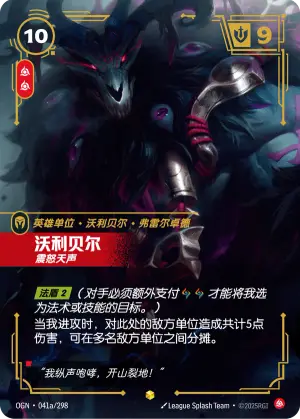 10
9
英雄单位・沃利贝尔・弗雷尔卓德
沃利贝尔
震怒天声
法盾 2 （对手必须额外支付 才能将我选
为法术或技能的目标。）
当我进攻时，对此处的敌方单位造成共计5点
伤害，可在多名敌方单位之间分摊。
“我纵声咆哮，开山裂地！”
OGN • 041a/298
League Splash Team • ©2025RGI